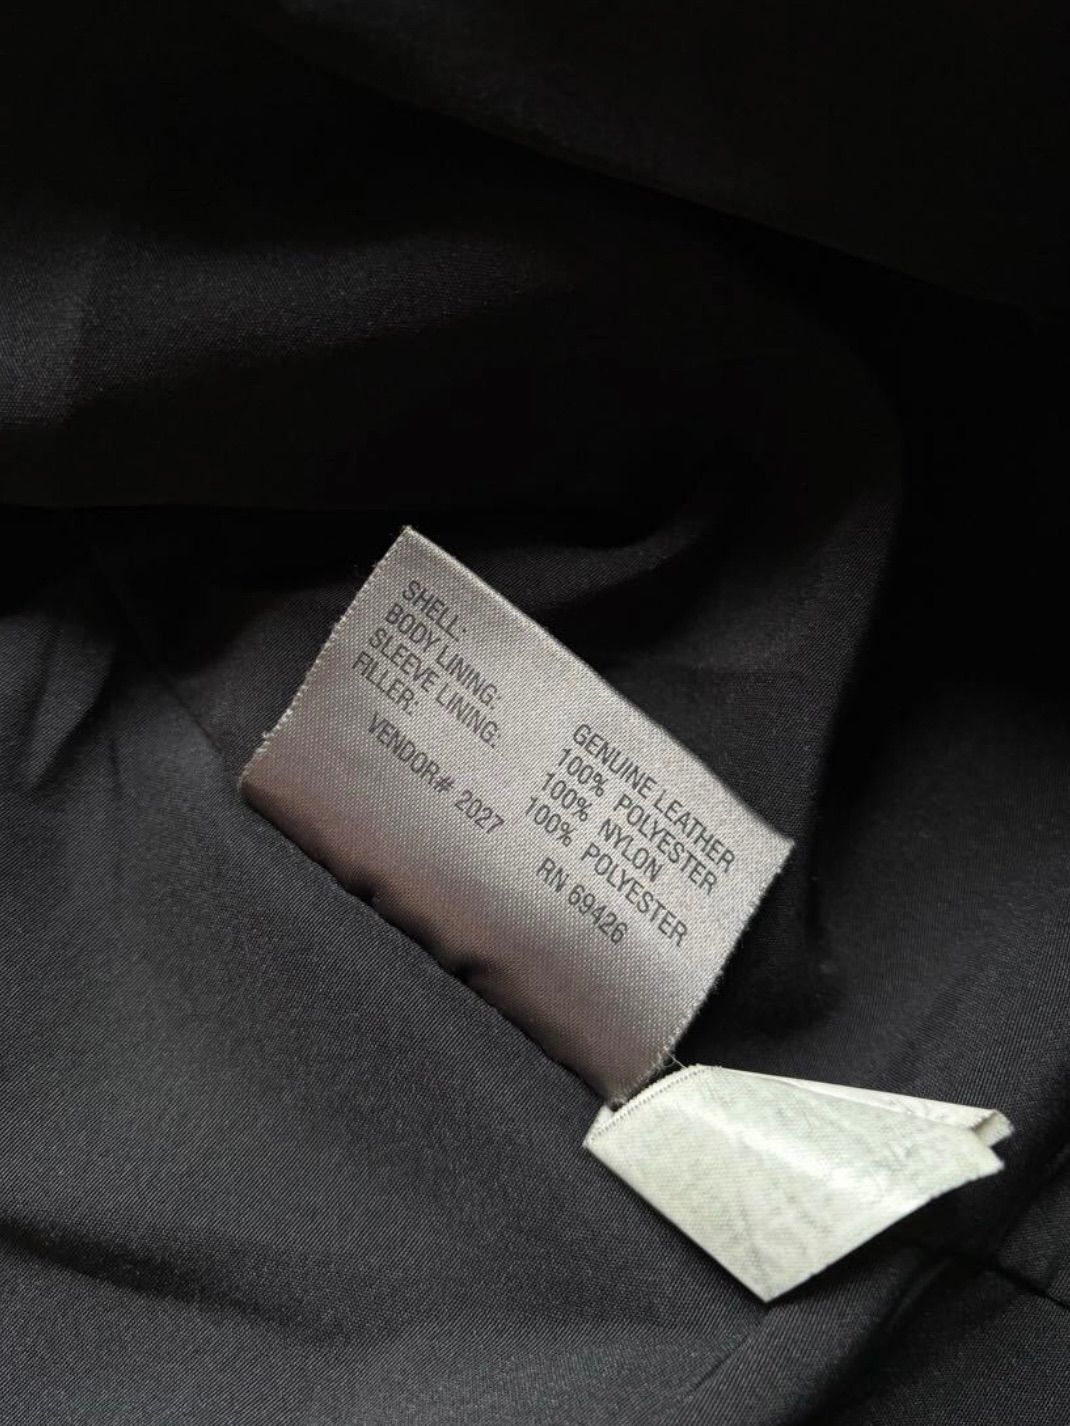 SHELL: GENUINE LEATHER
BODY LINING: 100% POLYESTER
SLEEVE LINING: 100% NYLON
FILLER: 100% POLYESTER
VENDOR# 2027 RN 69426